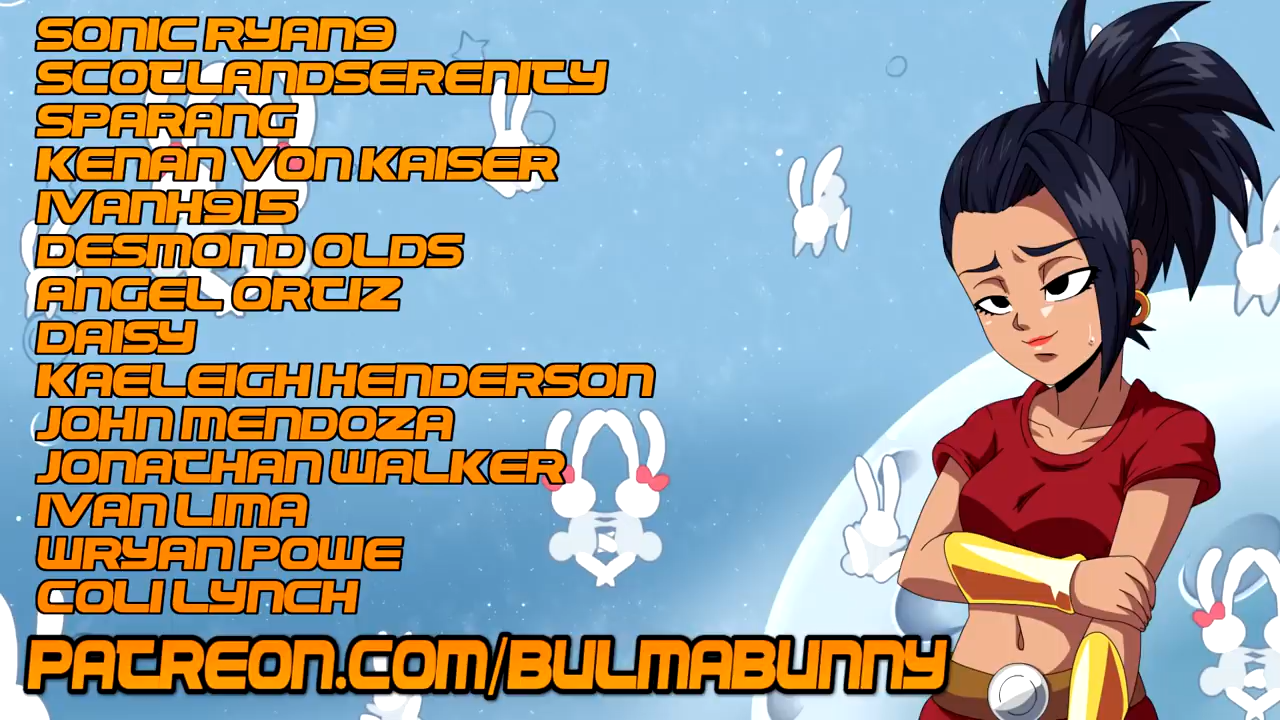 SONIC RYAN9
SCOTLANDSERENITY
SPARANG
KENAN VON KAISER
IVANH915
DESMOND OLDS
ANGEL ORTIZ
DAISY
KAELEIGH HENDERSON
JOHN MENDOZA
JONATHAN WALKER
IVAN LIMA
WRYAN POWE
COLI LYNCH
PATREON.COM/BULMABUNNY